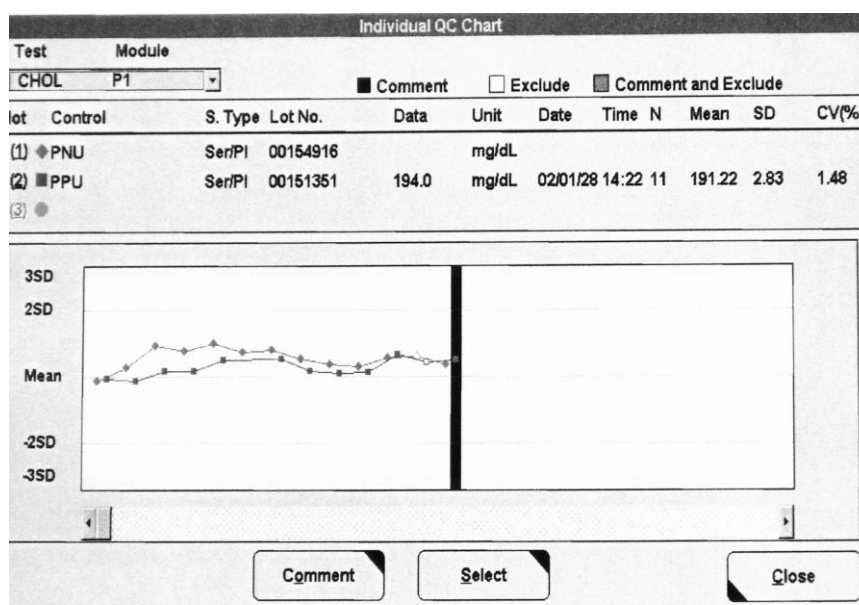 Individual QC Chart
Test Module
CHOL P1
Comment Exclude Comment and Exclude
lot Control S. Type Lot No. Data Unit Date Time N Mean SD CV(%
(1) PNU Ser/Pl 00154916 mg/dL
(2) PPU Ser/Pl 00151351 194.0 mg/dL 02/01/28 14:22 11 191.22 2.83 1.48
(3)
3SD
2SD
Mean
-2SD
-3SD
Comment Select Close